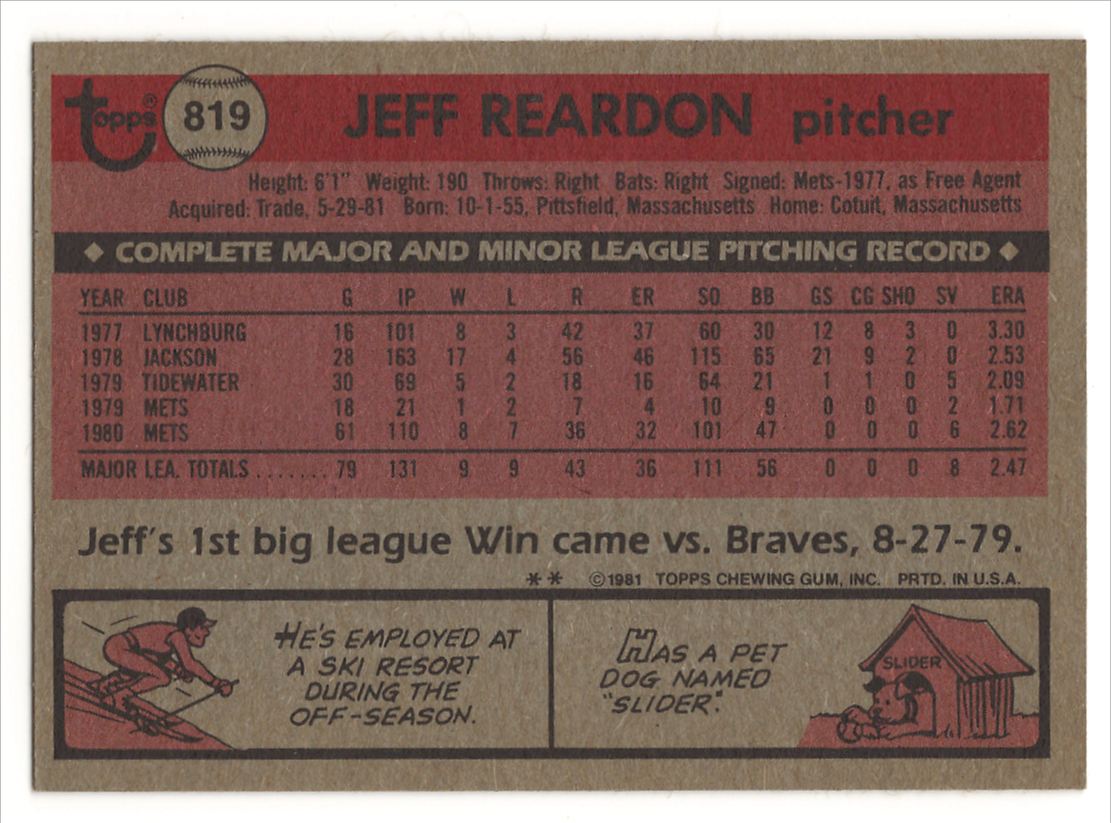 topps® 819 JEFF REARDON pitcher
Height: 6'1" Weight: 190 Throws: Right Bats: Right Signed: Mets-1977, as Free Agent
Acquired: Trade, 5-29-81 Born: 10-1-55, Pittsfield, Massachusetts Home: Cotuit, Massachusetts
◆ COMPLETE MAJOR AND MINOR LEAGUE PITCHING RECORD ◆
YEAR CLUB G IP W L R ER SO BB GS CG SHO SV ERA
1977 LYNCHBURG 16 101 8 3 42 37 60 30 12 8 3 0 3.30
1978 JACKSON 28 163 17 4 56 46 115 65 21 9 2 0 2.53
1979 TIDEWATER 30 69 5 2 18 16 64 21 1 1 0 5 2.09
1979 METS 18 21 1 2 7 4 10 9 0 0 0 2 1.71
1980 METS 61 110 8 7 36 32 101 47 0 0 0 6 2.62
MAJOR LEA. TOTALS ....... 79 131 9 9 43 36 111 56 0 0 0 8 2.47
Jeff's 1st big league Win came vs. Braves, 8-27-79.
** ©1981 TOPPS CHEWING GUM, INC. PRTD. IN U.S.A.
HE'S EMPLOYED AT
A SKI RESORT
DURING THE
OFF-SEASON.
HAS A PET
DOG NAMED
"SLIDER".
SLIDER